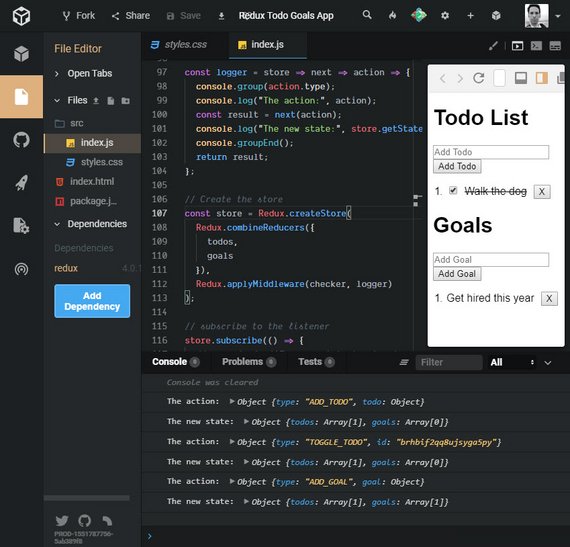 Fork
Share
Save
Redux Todo Goals App
File Editor
Open Tabs
Files
src
index.js
styles.css
index.html
package.j...
Dependencies
Dependencies
redux 4.0.1
Add
Dependency
PROD-1551787756-
5ab389f8
styles.css
index.js
96
97 const logger = store => next => action => {
98 console.group(action.type);
99 console.log("The action:", action);
100 const result = next(action);
101 console.log("The new state:", store.getState
102 console.groupEnd();
103 return result;
104 };
105
106 // Create the store
107 const store = Redux.createStore(
108 Redux.combineReducers({
109 todos,
110 goals
111 }),
112 Redux.applyMiddleware(checker, logger)
113 );
114
115 // subscribe to the listener
116 store.subscribe(() => {
Todo List
Add Todo
Add Todo
1. Walk the dog X
Goals
Add Goal
Add Goal
1. Get hired this year X
Console 0
Problems 0
Tests 0
Filter
All
Console was cleared
The action: ▶Object {type: "ADD_TODO", todo: Object}
The new state: ▶Object {todos: Array[1], goals: Array[0]}
The action: ▶Object {type: "TOGGLE_TODO", id: "brhbif2qq8ujsyga5py"}
The new state: ▶Object {todos: Array[1], goals: Array[0]}
The action: ▶Object {type: "ADD_GOAL", goal: Object}
The new state: ▶Object {todos: Array[1], goals: Array[1]}